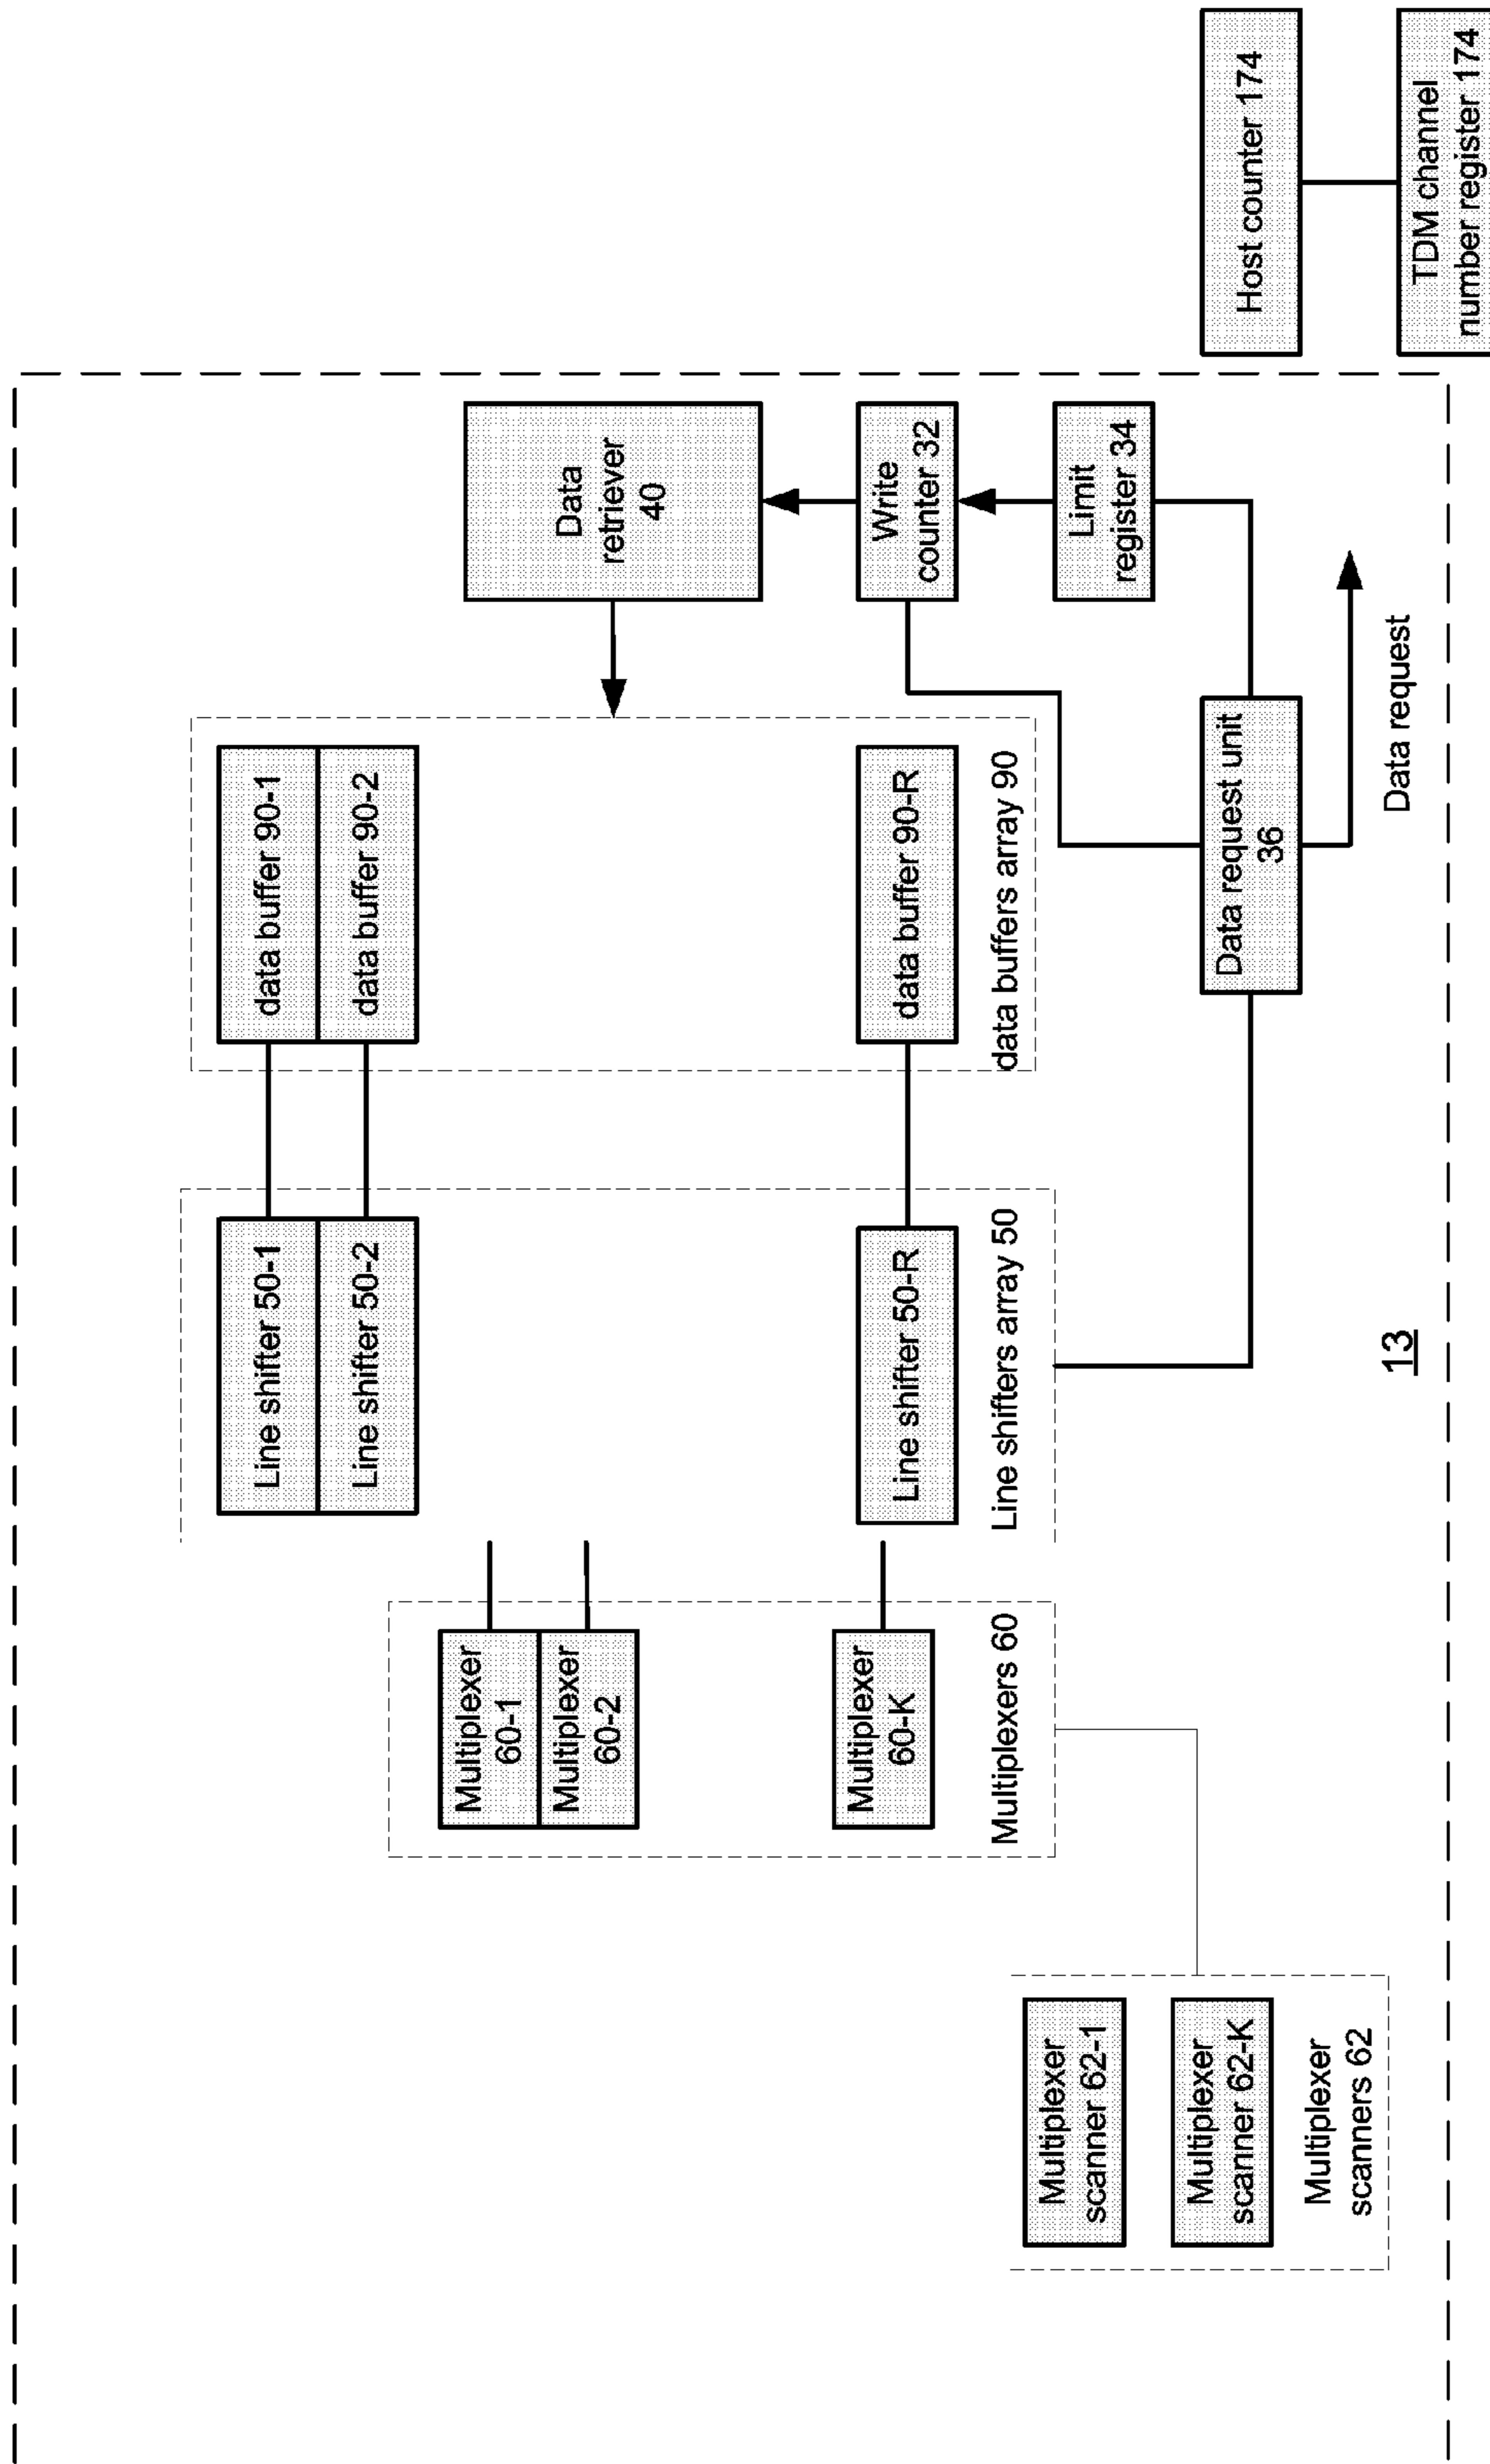 Line shifter 50-1
Line shifter 50-2
Line shifter 50-R
Line shifters array 50
data buffer 90-1
data buffer 90-2
data buffer 90-R
data buffers array 90
Data
retriever
40
Write
counter 32
Limit
register 34
Multiplexer
60-1
Multiplexer
60-2
Multiplexer
60-K
Multiplexers 60
Multiplexer
scanner 62-1
Multiplexer
scanner 62-K
Multiplexer
scanners 62
Data request unit
36
Data request
13
Host counter 174
TDM channel
number register 174